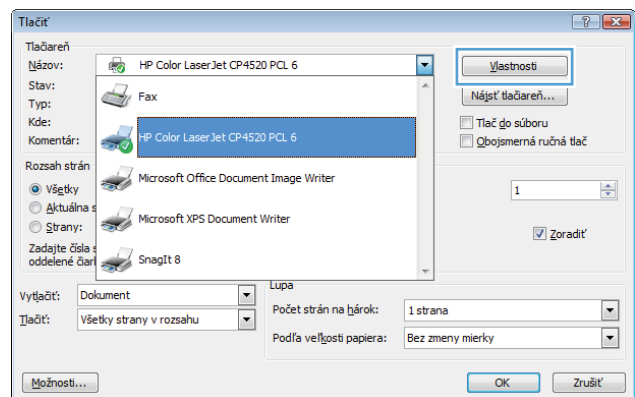 Tlačiť
Tlačiareň
Názov: HP Color LaserJet CP4520 PCL 6
Vlastnosti
Stav:
Fax
Nájsť tlačiareň...
Typ:
Kde:
HP Color LaserJet CP4520 PCL 6
Tlač do súboru
Komentár:
Obojsmerná ručná tlač
Rozsah strán
Microsoft Office Document Image Writer
Všetky
1
Aktuálna s
Microsoft XPS Document Writer
Strany:
Zoradiť
Zadajte čísla s
SnagIt 8
oddelené čiarl
Lupa
Vytlačiť: Dokument
Počet strán na hárok: 1 strana
Tlačiť: Všetky strany v rozsahu
Podľa veľkosti papiera: Bez zmeny mierky
Možnosti...
OK
Zrušiť